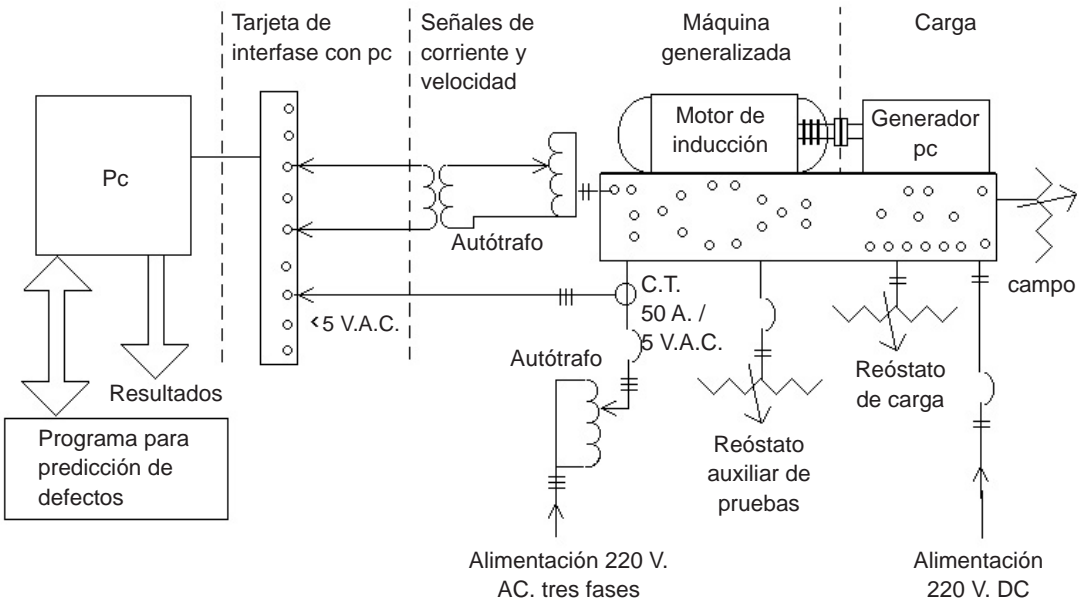 Tarjeta de
interfase con pc
Señales de
corriente y
velocidad
Máquina
generalizada
Carga
Pc
Motor de
inducción
Generador
pc
Autótrafo
campo
C.T.
50 A. /
5 V.A.C.
<5 V.A.C.
Autótrafo
Resultados
Reóstato
de carga
Programa para
predicción de
defectos
Reóstato
auxiliar de
pruebas
Alimentación 220 V.
AC. tres fases
Alimentación
220 V. DC